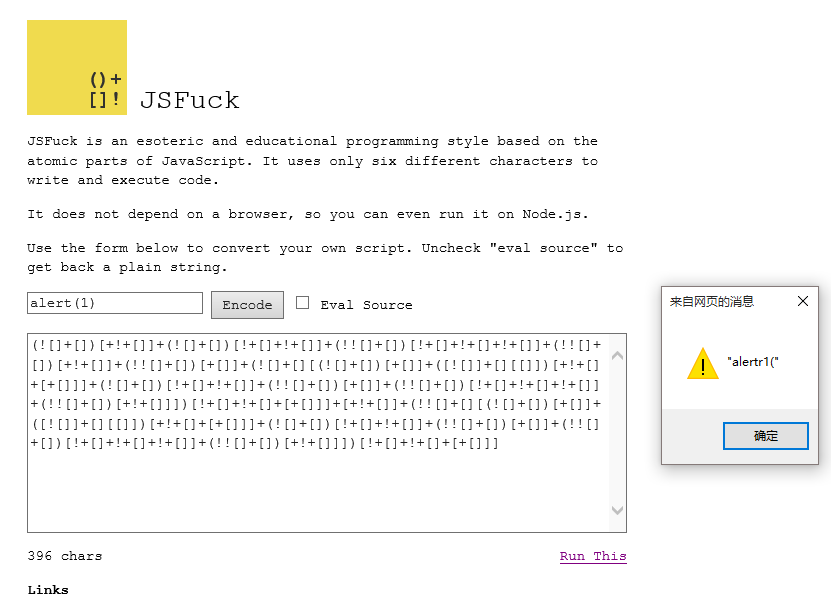 ()+
[]!
JSFuck
JSFuck is an esoteric and educational programming style based on the
atomic parts of JavaScript. It uses only six different characters to
write and execute code.
It does not depend on a browser, so you can even run it on Node.js.
Use the form below to convert your own script. Uncheck "eval source" to
get back a plain string.
alert(1)
Encode
Eval Source
(![]+[])[+!+[]]+(![]+[])[!+[]+!+[]]+(!![]+[])[!+[]+!+[]+!+[]]+(!![]+
[])[+!+[]]+(!![]+[])[+[]]+(![]+[][(![]+[])[+[]]+([![]]+[][[]])[+!+[]
+[+[]]]+(![]+[])[!+[]+!+[]]+(!![]+[])[+[]]+(!![]+[])[!+[]+!+[]+!+[]]
+(!![]+[])[+!+[]]])[!+[]+!+[]+[+[]]]+[+!+[]]+(!![]+[][(![]+[])[+[]]+
([![]]+[][[]])[+!+[]+[+[]]]+(![]+[])[!+[]+!+[]]+(!![]+[])[+[]]+(!![]
+[])[!+[]+!+[]+!+[]]+(!![]+[])[+!+[]]])[!+[]+!+[]+[+[]]]
396 chars
Run This
Links
来自网页的消息
"alertr1("
确定